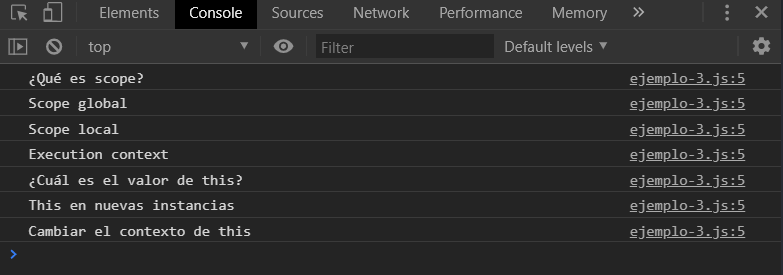 Elements Console Sources Network Performance Memory »
top ▼ Filter Default levels ▼
¿Qué es scope? ejemplo-3.js:5
Scope global ejemplo-3.js:5
Scope local ejemplo-3.js:5
Execution context ejemplo-3.js:5
¿Cuál es el valor de this? ejemplo-3.js:5
This en nuevas instancias ejemplo-3.js:5
Cambiar el contexto de this ejemplo-3.js:5
>